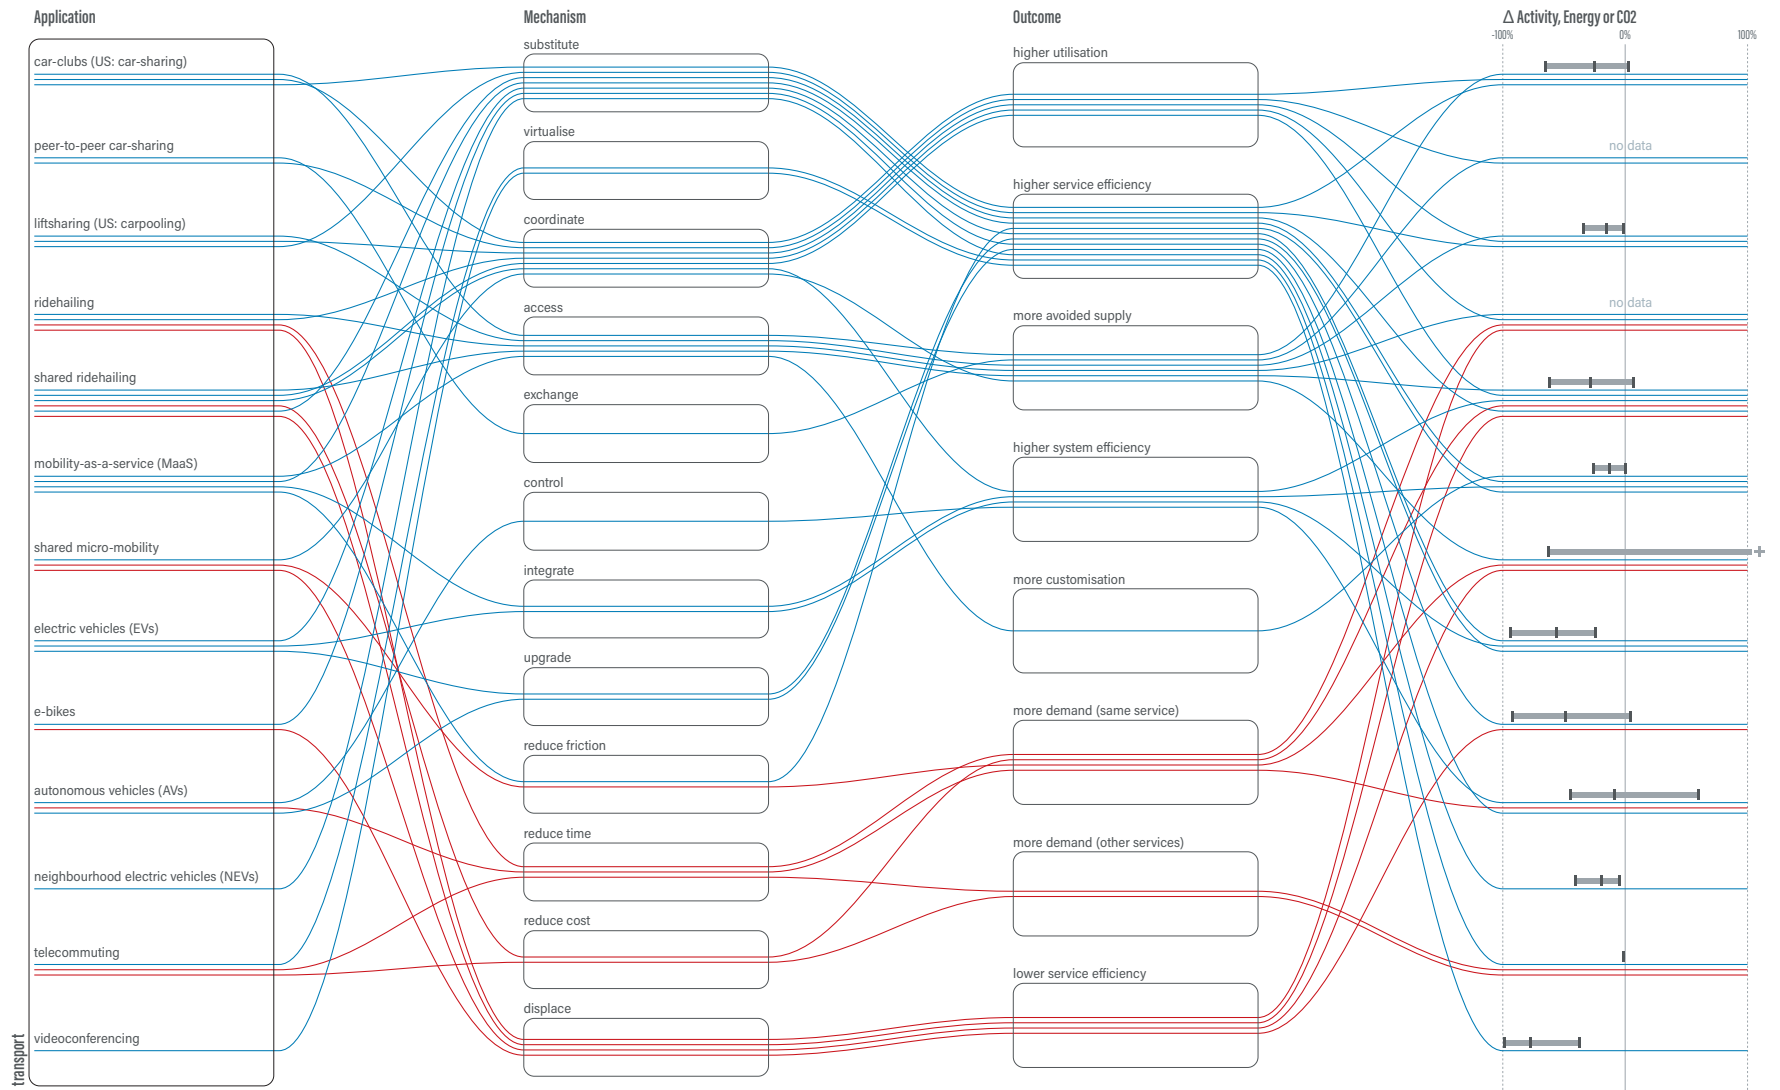 Application
Mechanism
Outcome
Δ Activity, Energy or CO2
-100%
0%
100%
car-clubs (US: car-sharing)
peer-to-peer car-sharing
liftsharing (US: carpooling)
ridehailing
shared ridehailing
mobility-as-a-service (MaaS)
shared micro-mobility
electric vehicles (EVs)
e-bikes
autonomous vehicles (AVs)
neighbourhood electric vehicles (NEVs)
telecommuting
videoconferencing
transport
substitute
virtualise
coordinate
access
exchange
control
integrate
upgrade
reduce friction
reduce time
reduce cost
displace
higher utilisation
higher service efficiency
more avoided supply
higher system efficiency
more customisation
more demand (same service)
more demand (other services)
lower service efficiency
no data
no data
+